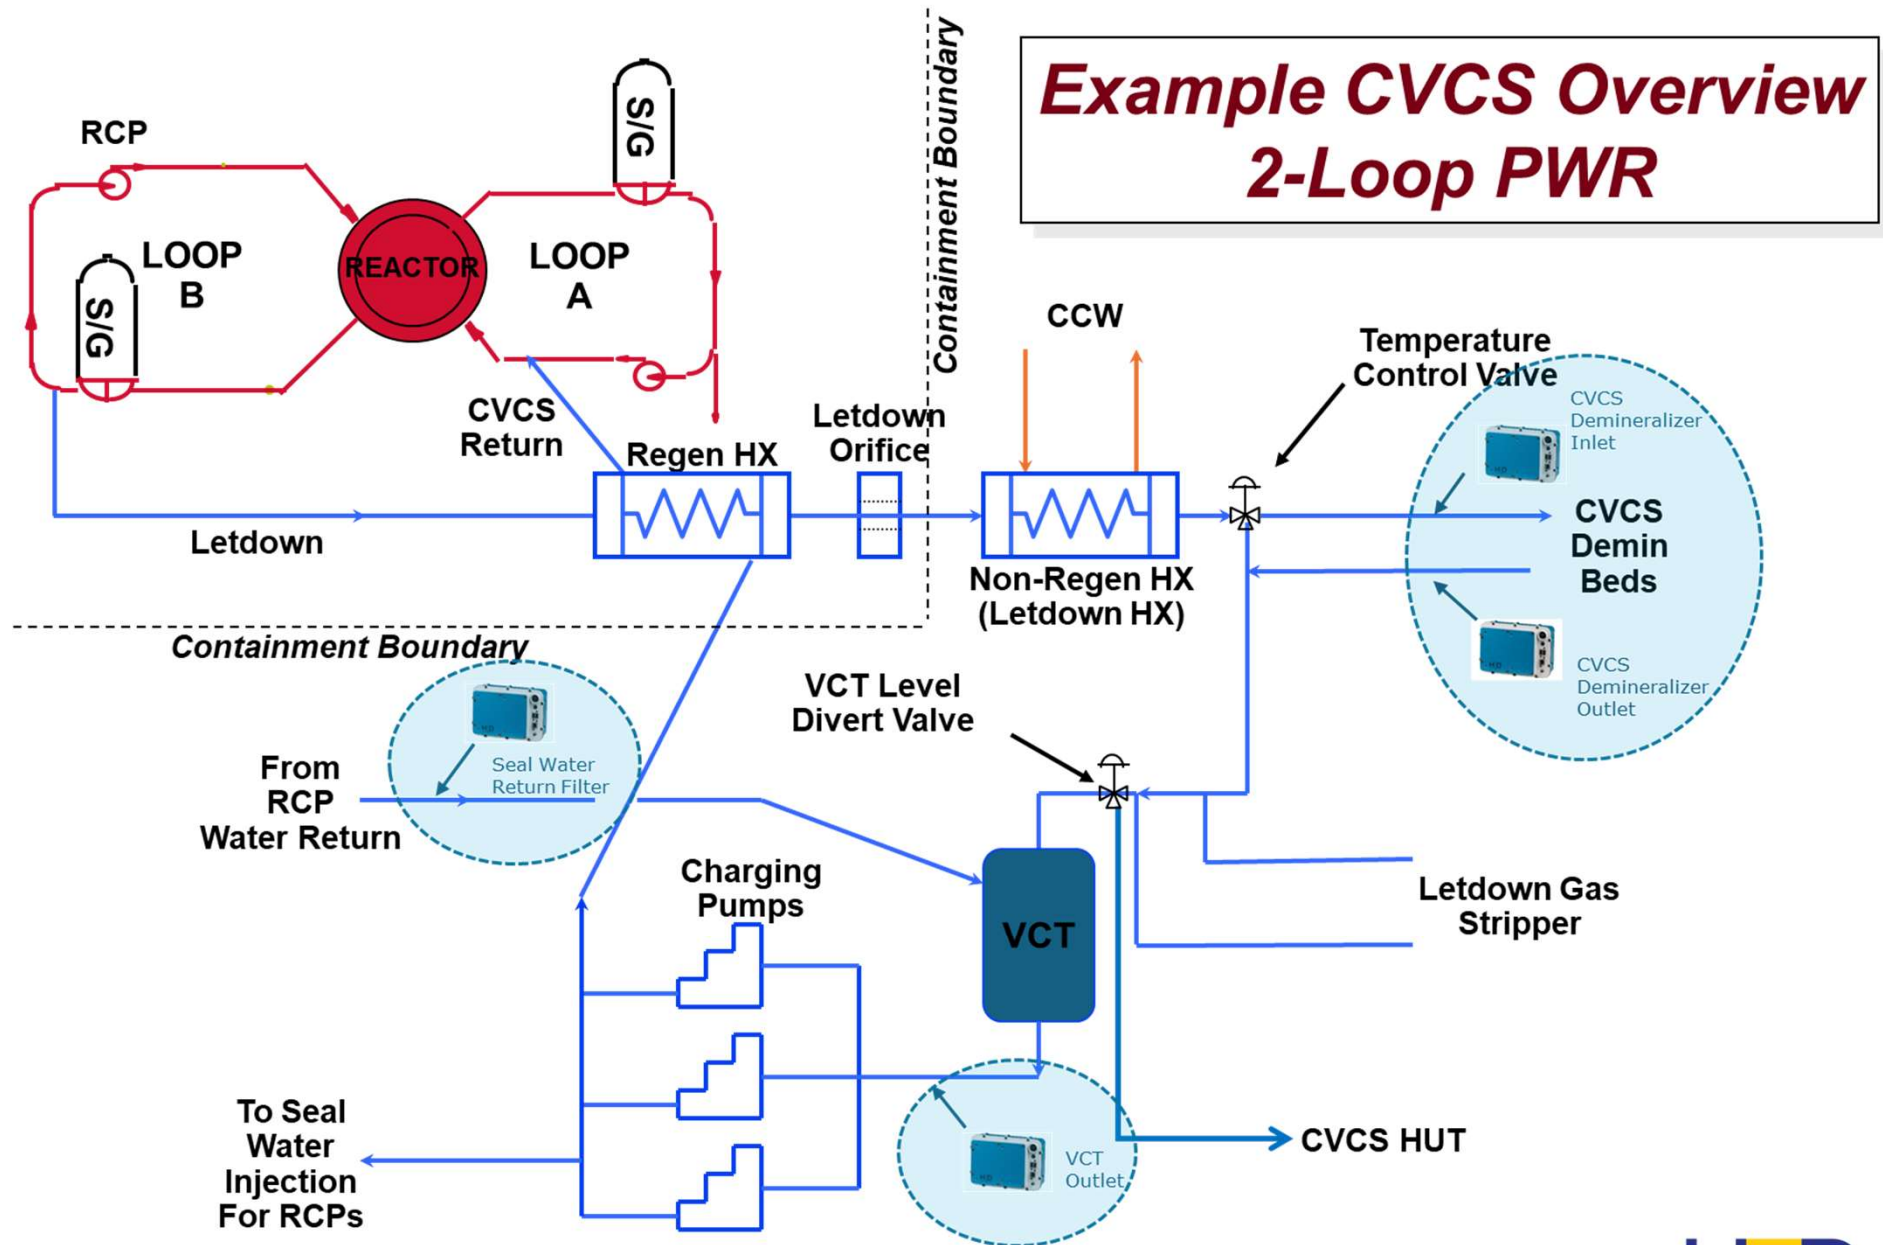 Example CVCS Overview
2-Loop PWR
Containment Boundary
RCP
S/G
LOOP
B
REACTOR
LOOP
A
S/G
CCW
Temperature
Control Valve
CVCS
Demineralizer
Inlet
CVCS
Return
Regen HX
Letdown
Orifice
Letdown
CVCS
Demin
Beds
Non-Regen HX
(Letdown HX)
Containment Boundary
CVCS
Demineralizer
Outlet
VCT Level
Divert Valve
Seal Water
Return Filter
From
RCP
Water Return
Charging
Pumps
VCT
Letdown Gas
Stripper
To Seal
Water
Injection
For RCPs
VCT
Outlet
CVCS HUT